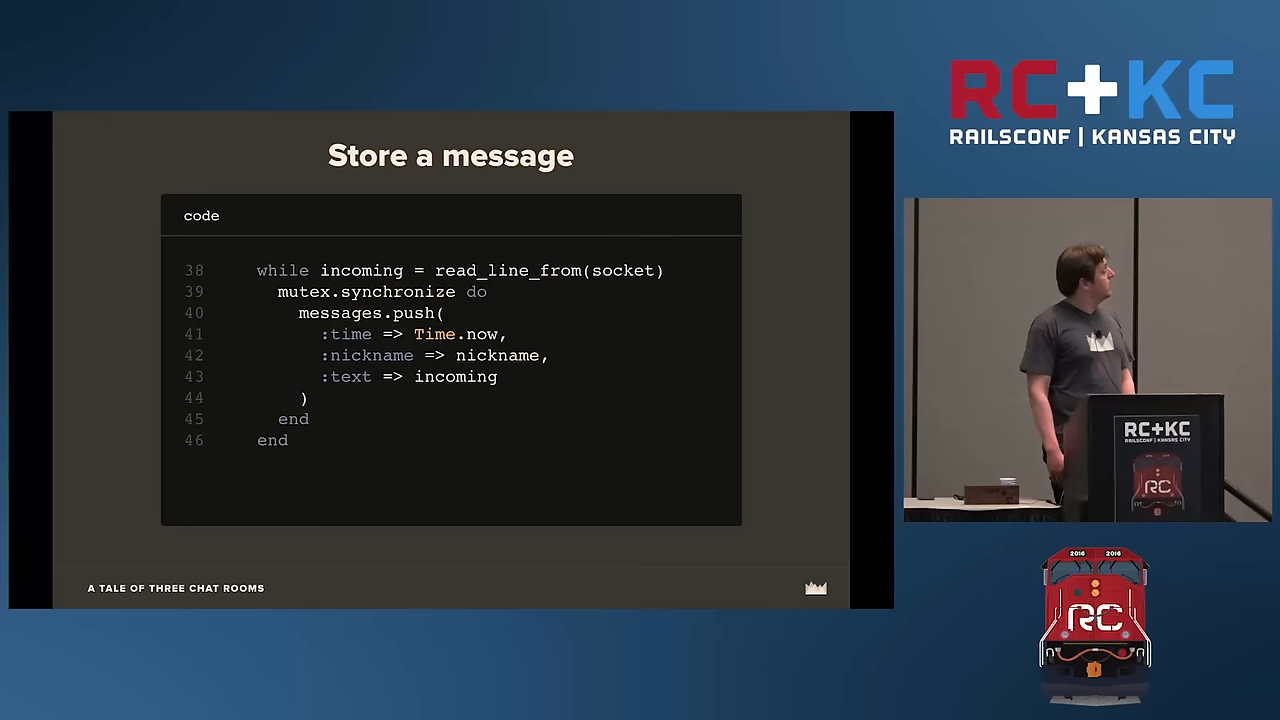 RC+KC
RAILSCONF | KANSAS CITY
Store a message
code
38 while incoming = read_line_from(socket)
39 mutex.synchronize do
40 messages.push(
41 :time => Time.now,
42 :nickname => nickname,
43 :text => incoming
44 )
45 end
46 end
A TALE OF THREE CHAT ROOMS
RC+KC
RAILSCONF | KANSAS CITY
RC
2016 2016
RC